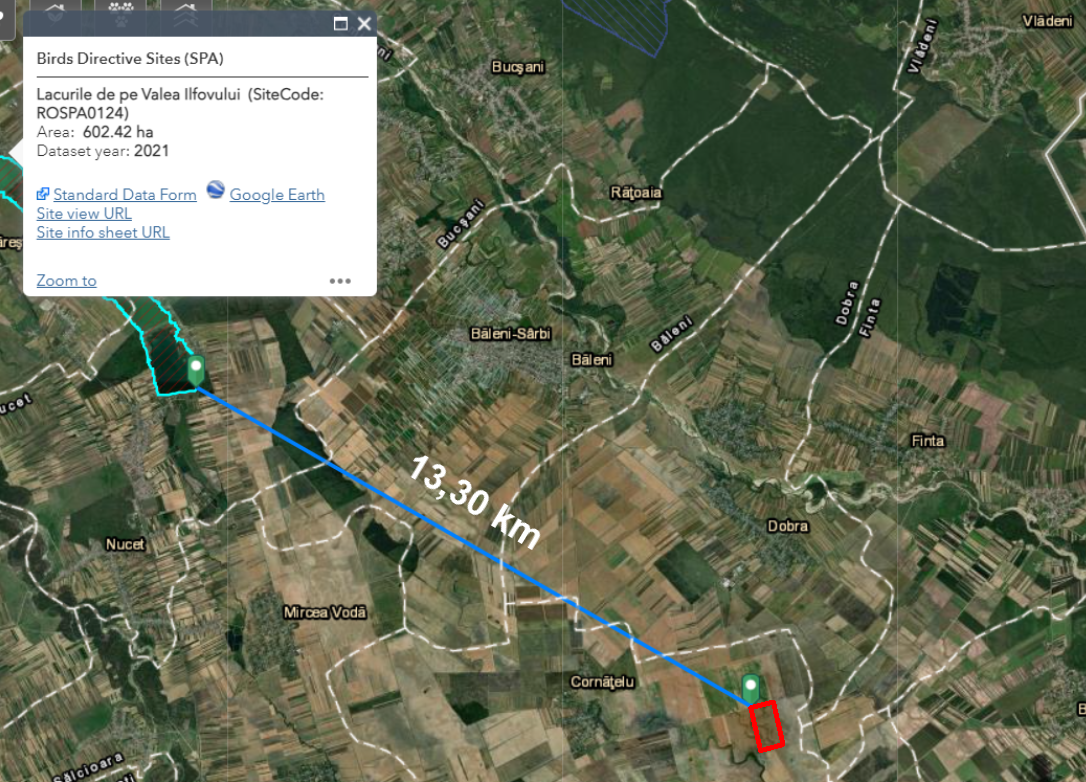 Birds Directive Sites (SPA)
Lacurile de pe Valea Ilfovului (SiteCode:
ROSPA0124)
Area: 602.42 ha
Dataset year: 2021
Standard Data Form Google Earth
Site view URL
Site info sheet URL
Zoom to
Vlădeni
Vlădeni
Bucşani
Răţoaia
Bucşani
Dobra
Finta
Băleni-Sârbi
Băleni
Băleni
ucet
Finta
13,30 km
Dobra
Nucet
Mircea Vodă
Cornăţelu
Sălcioara